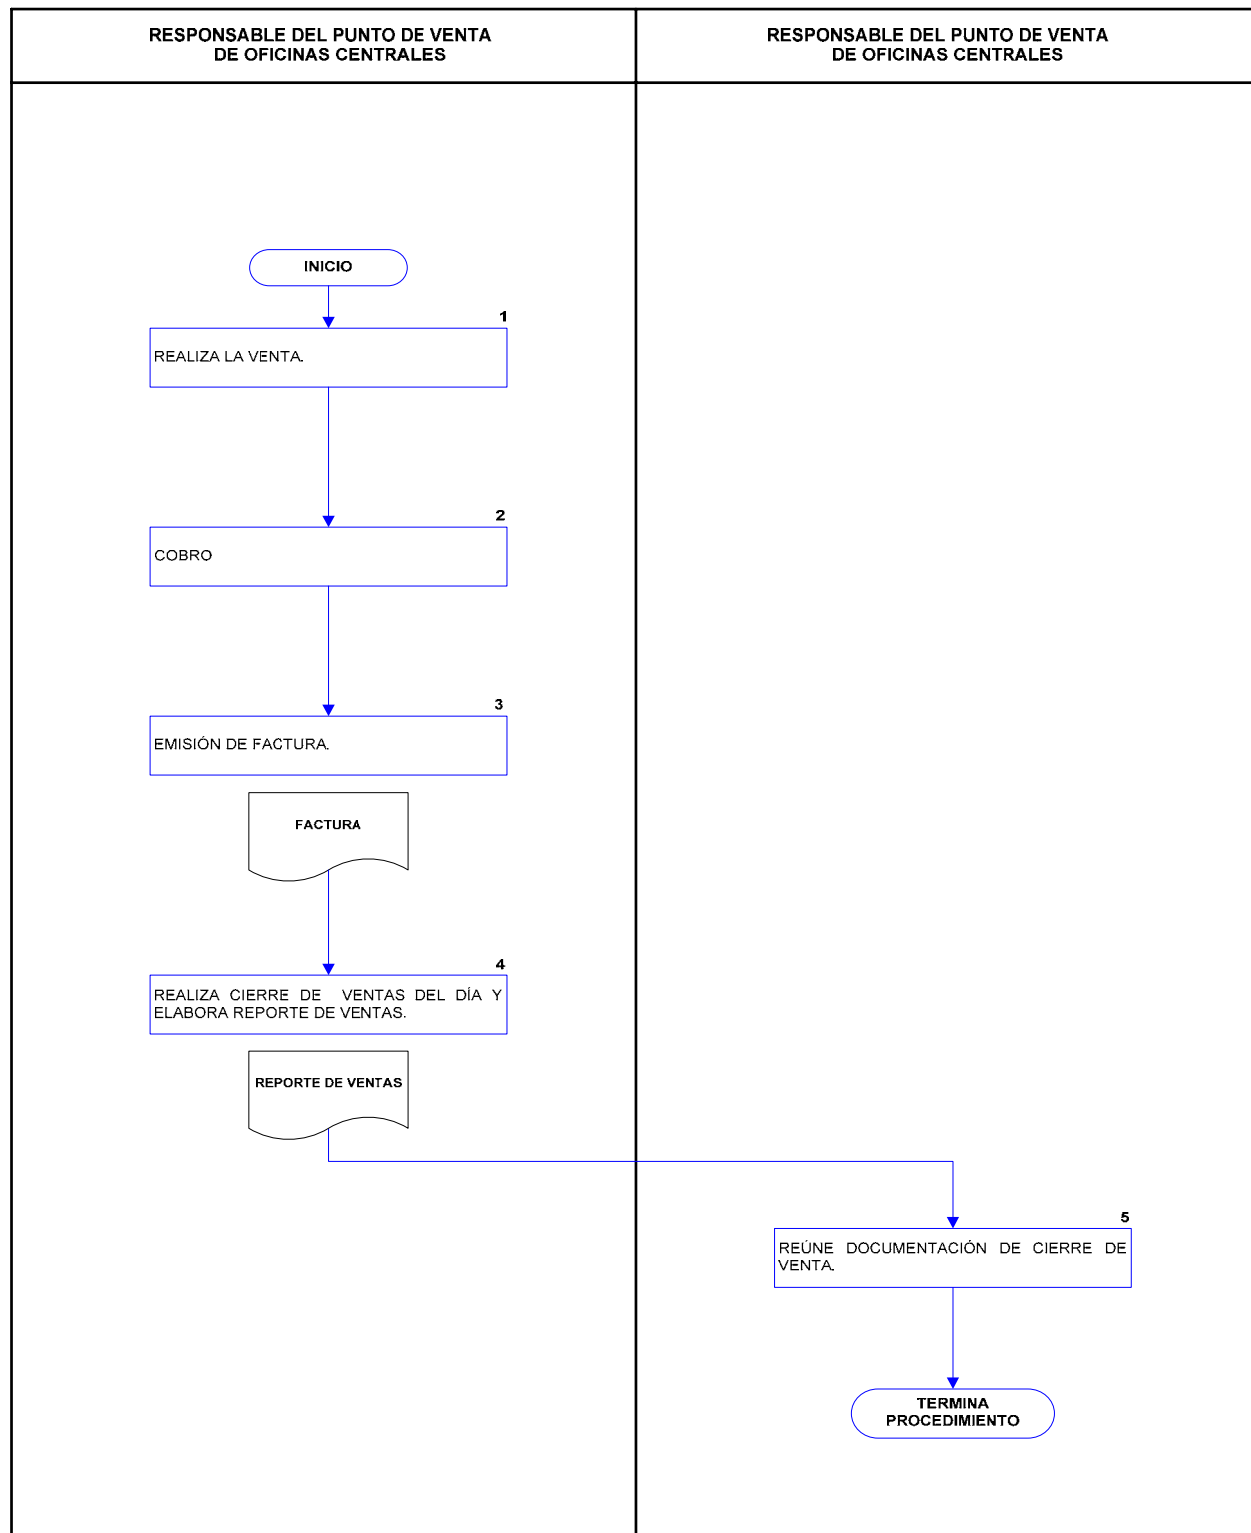 RESPONSABLE DEL PUNTO DE VENTA
DE OFICINAS CENTRALES
RESPONSABLE DEL PUNTO DE VENTA
DE OFICINAS CENTRALES
INICIO
1
REALIZA LA VENTA.
2
COBRO
3
EMISIÓN DE FACTURA.
FACTURA
4
REALIZA CIERRE DE VENTAS DEL DÍA Y
ELABORA REPORTE DE VENTAS.
REPORTE DE VENTAS
5
REÚNE DOCUMENTACIÓN DE CIERRE DE
VENTA.
TERMINA
PROCEDIMIENTO